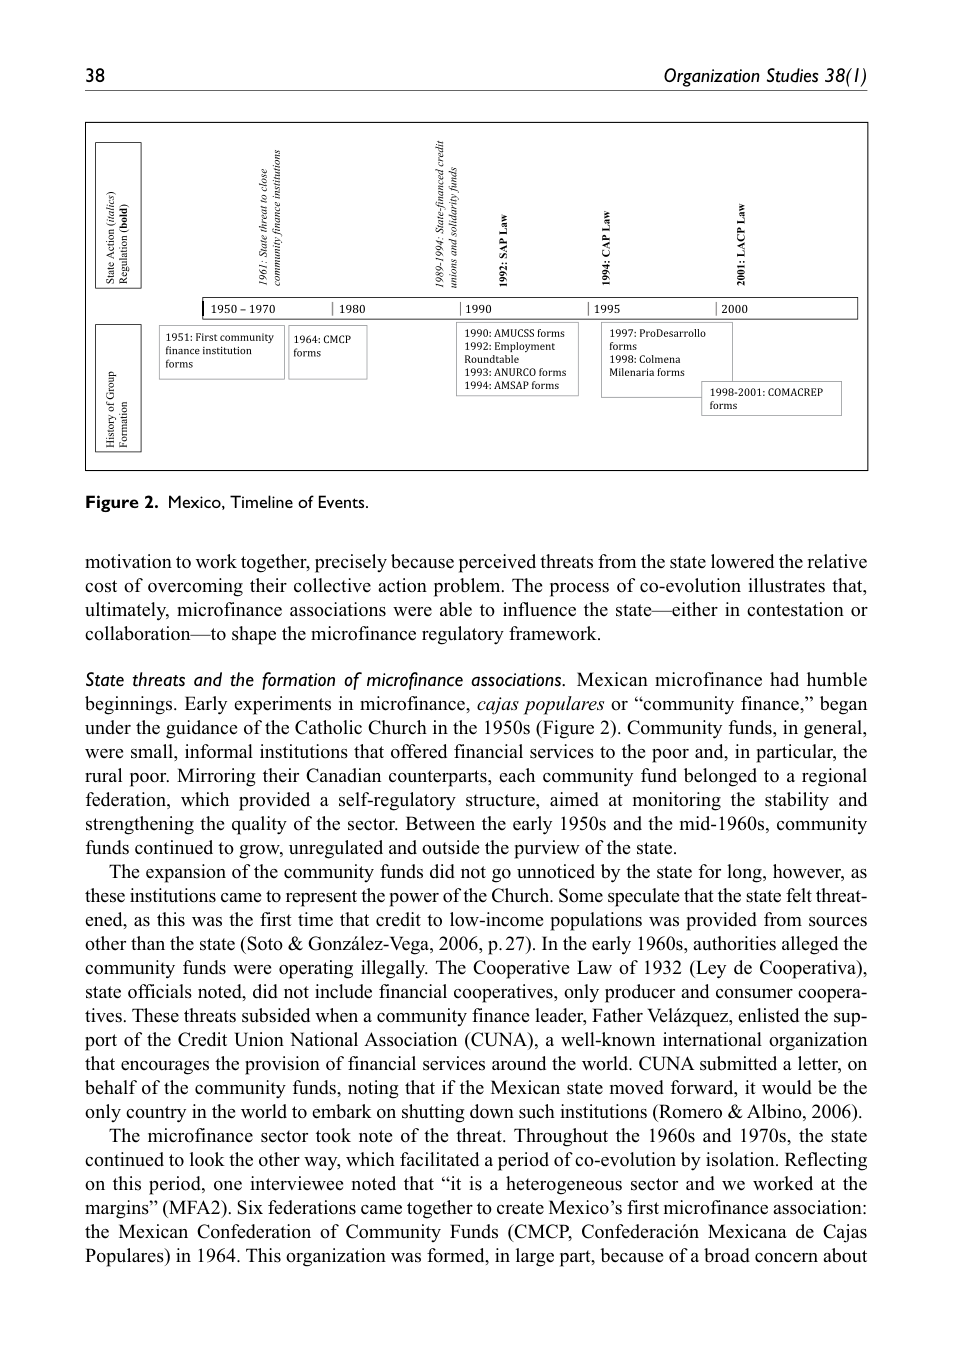 38
Organization Studies 38(1)
State Action (italics)
Regulation (bold)
1961: State threat to close
community finance institutions
1989-1994: State-financed credit
unions and solidarity funds
1992: SAP Law
1994: CAP Law
2001: LACP Law
1950 – 1970
1980
1990
1995
2000
History of Group
Formation
1951: First community
finance institution
forms
1964: CMCP
forms
1990: AMUCSS forms
1992: Employment
Roundtable
1993: ANURCO forms
1994: AMSAP forms
1997: ProDesarrollo
forms
1998: Colmena
Milenaria forms
1998-2001: COMACREP
forms
Figure 2. Mexico, Timeline of Events.
motivation to work together, precisely because perceived threats from the state lowered the relative
cost of overcoming their collective action problem. The process of co-evolution illustrates that,
ultimately, microfinance associations were able to influence the state—either in contestation or
collaboration—to shape the microfinance regulatory framework.
State threats and the formation of microfinance associations. Mexican microfinance had humble
beginnings. Early experiments in microfinance, cajas populares or “community finance,” began
under the guidance of the Catholic Church in the 1950s (Figure 2). Community funds, in general,
were small, informal institutions that offered financial services to the poor and, in particular, the
rural poor. Mirroring their Canadian counterparts, each community fund belonged to a regional
federation, which provided a self-regulatory structure, aimed at monitoring the stability and
strengthening the quality of the sector. Between the early 1950s and the mid-1960s, community
funds continued to grow, unregulated and outside the purview of the state.
The expansion of the community funds did not go unnoticed by the state for long, however, as
these institutions came to represent the power of the Church. Some speculate that the state felt threat-
ened, as this was the first time that credit to low-income populations was provided from sources
other than the state (Soto & González-Vega, 2006, p. 27). In the early 1960s, authorities alleged the
community funds were operating illegally. The Cooperative Law of 1932 (Ley de Cooperativa),
state officials noted, did not include financial cooperatives, only producer and consumer coopera-
tives. These threats subsided when a community finance leader, Father Velázquez, enlisted the sup-
port of the Credit Union National Association (CUNA), a well-known international organization
that encourages the provision of financial services around the world. CUNA submitted a letter, on
behalf of the community funds, noting that if the Mexican state moved forward, it would be the
only country in the world to embark on shutting down such institutions (Romero & Albino, 2006).
The microfinance sector took note of the threat. Throughout the 1960s and 1970s, the state
continued to look the other way, which facilitated a period of co-evolution by isolation. Reflecting
on this period, one interviewee noted that “it is a heterogeneous sector and we worked at the
margins” (MFA2). Six federations came together to create Mexico’s first microfinance association:
the Mexican Confederation of Community Funds (CMCP, Confederación Mexicana de Cajas
Populares) in 1964. This organization was formed, in large part, because of a broad concern about